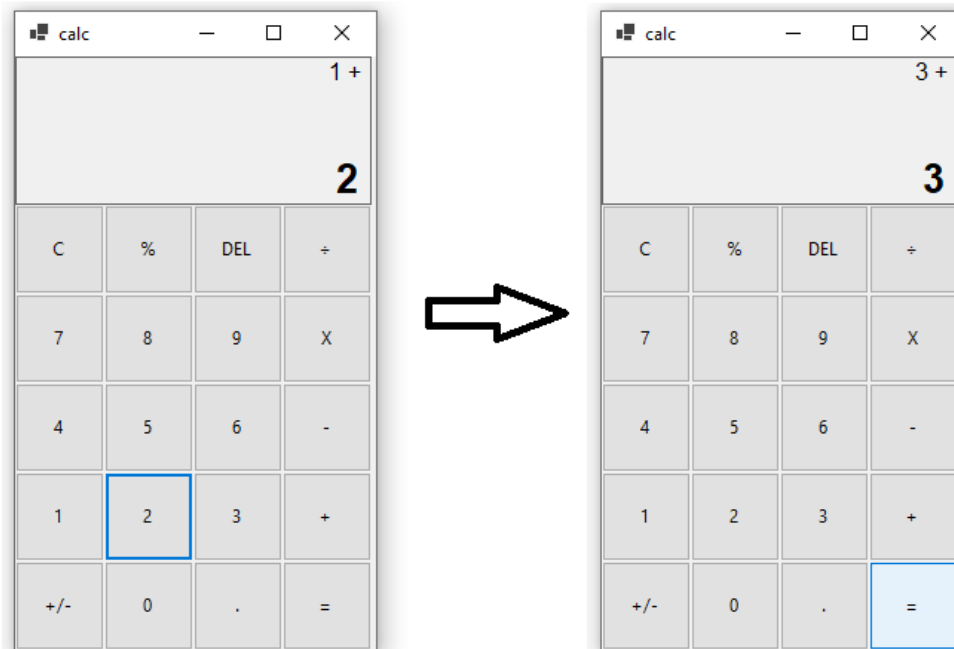 calc
1 +
2
C % DEL ÷
7 8 9 X
4 5 6 -
1 2 3 +
+/- 0 . =
calc
3 +
3
C % DEL ÷
7 8 9 X
4 5 6 -
1 2 3 +
+/- 0 . =